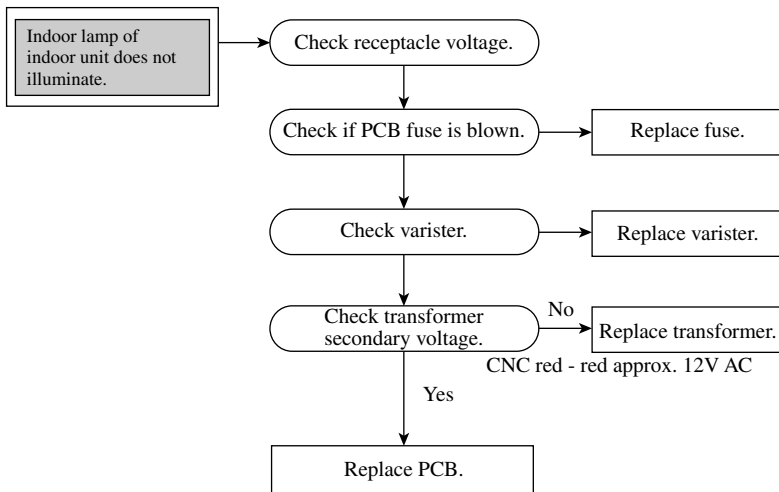 Indoor lamp of
indoor unit does not
illuminate.
Check receptacle voltage.
Check if PCB fuse is blown.
Replace fuse.
Check varister.
Replace varister.
Check transformer
secondary voltage.
No
Replace transformer.
CNC red - red approx. 12V AC
Yes
Replace PCB.